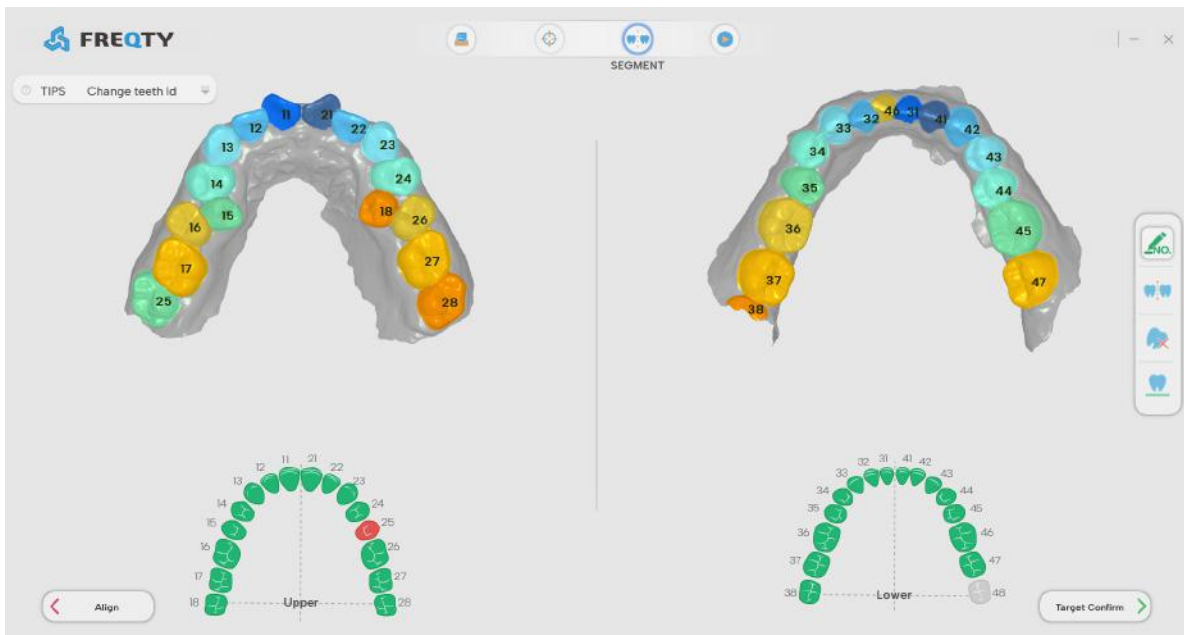 FREQTY
SEGMENT
TIPS Change teeth id
11 21
12 22
13 23
14 24
15 18 26
16
17 27
25 28
46 31
33 32 41 42
34 43
35 44
36 45
37 47
38
NO.
11 21
12 22
13 23
14 24
15 25
16 26
17 27
18 Upper 28
32 31 41 42
33 43
34 44
35 45
36 46
37 47
38 Lower 48
Align
Target Confirm